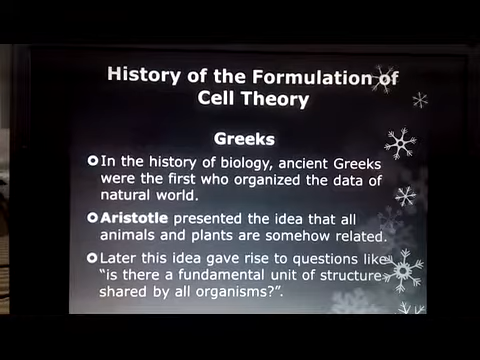 History of the Formulation of
Cell Theory
Greeks
In the history of biology, ancient Greeks
were the first who organized the data of
natural world.
Aristotle presented the idea that all
animals and plants are somehow related.
Later this idea gave rise to questions like
"is there a fundamental unit of structure
shared by all organisms?".